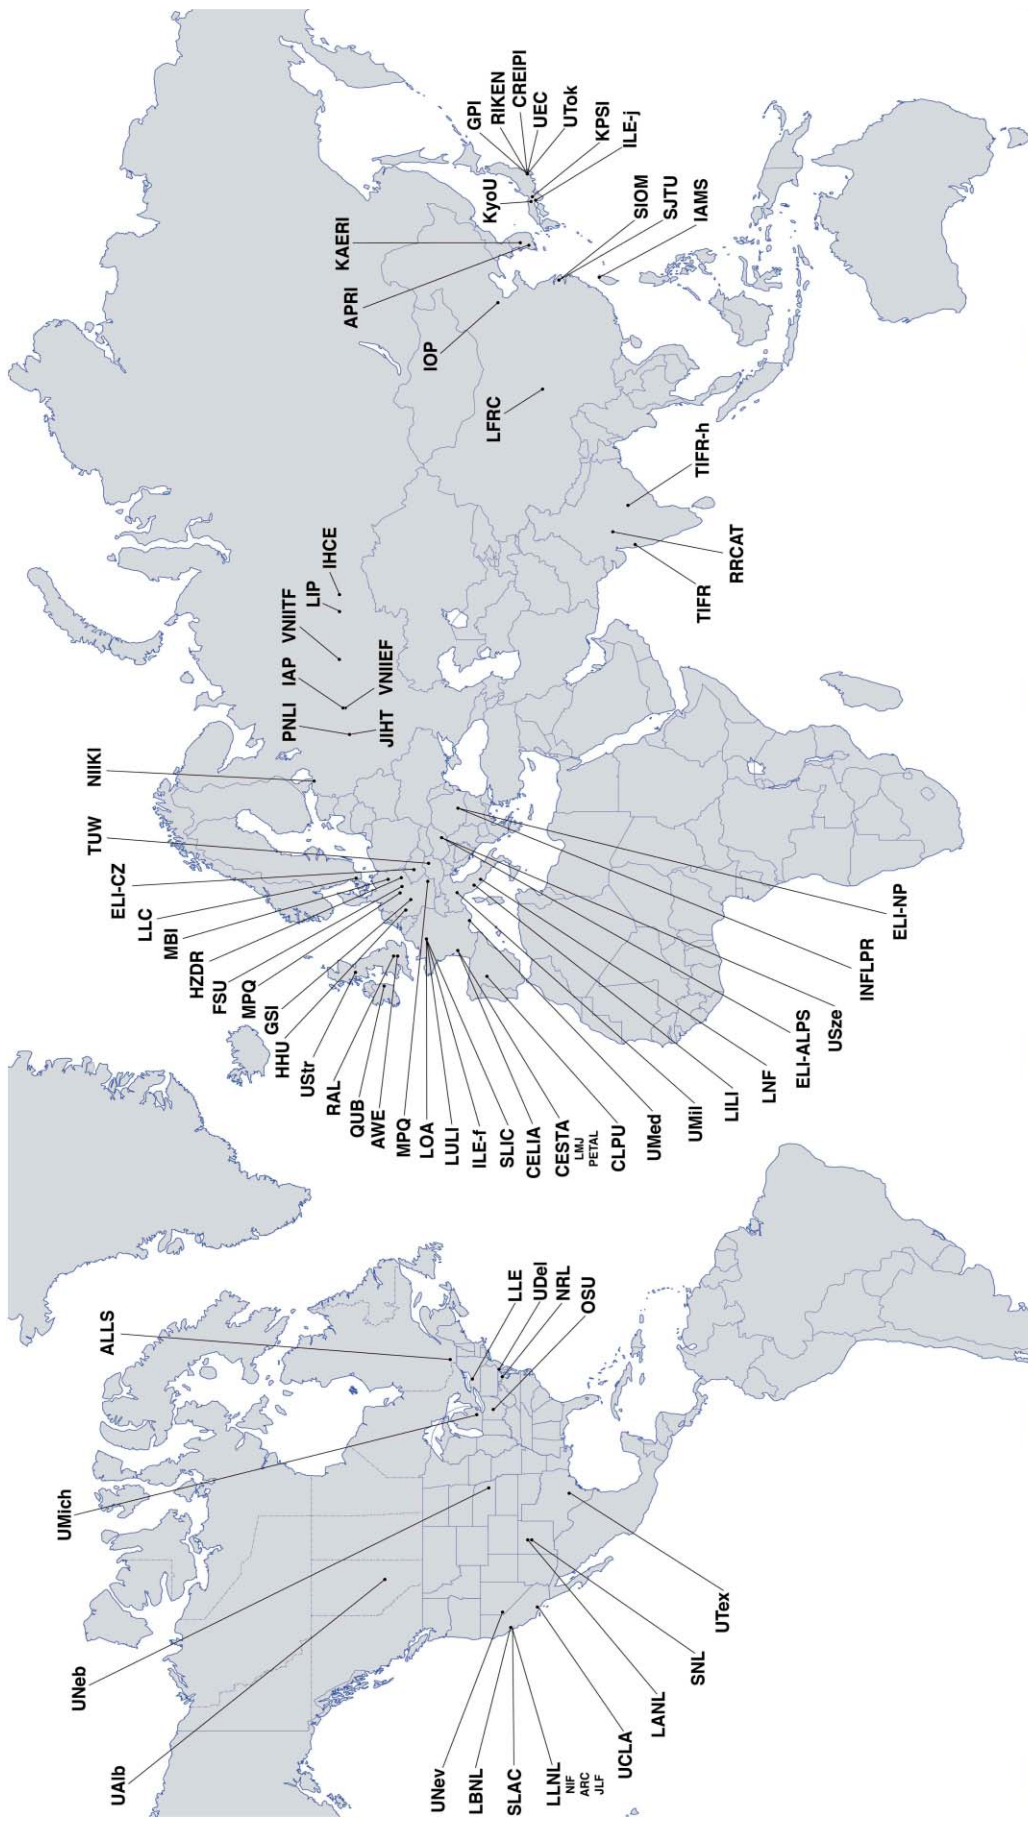 UAlb
UNeb
UMich
ALLS
UNev
LBNL
SLAC
LLNL
NIF
ARC
JLF
UCLA
LANL
SNL
UTex
LLE
UDel
NRL
OSU
HHU
UStr
RAL
QUB
AWE
MPQ
LOA
LULI
ILE-f
SLIC
CELIA
CESTA
LMJ
PETAL
CLPU
UMed
UMil
LILI
LNF
ELI-ALPS
USze
INFLPR
ELI-NP
GSI
MPQ
FSU
HZDR
MBI
LLC
ELI-CZ
TUW
NIIKI
PNLI
JIHT
IAP
VNIIEF
VNIITF
LIP
IHCE
TIFR
RRCAT
TIFR-h
LFRC
IOP
APRI
KAERI
KyoU
GPI
RIKEN
CREIPI
UEC
UTok
KPSI
ILE-j
SIOM
SJTU
IAMS